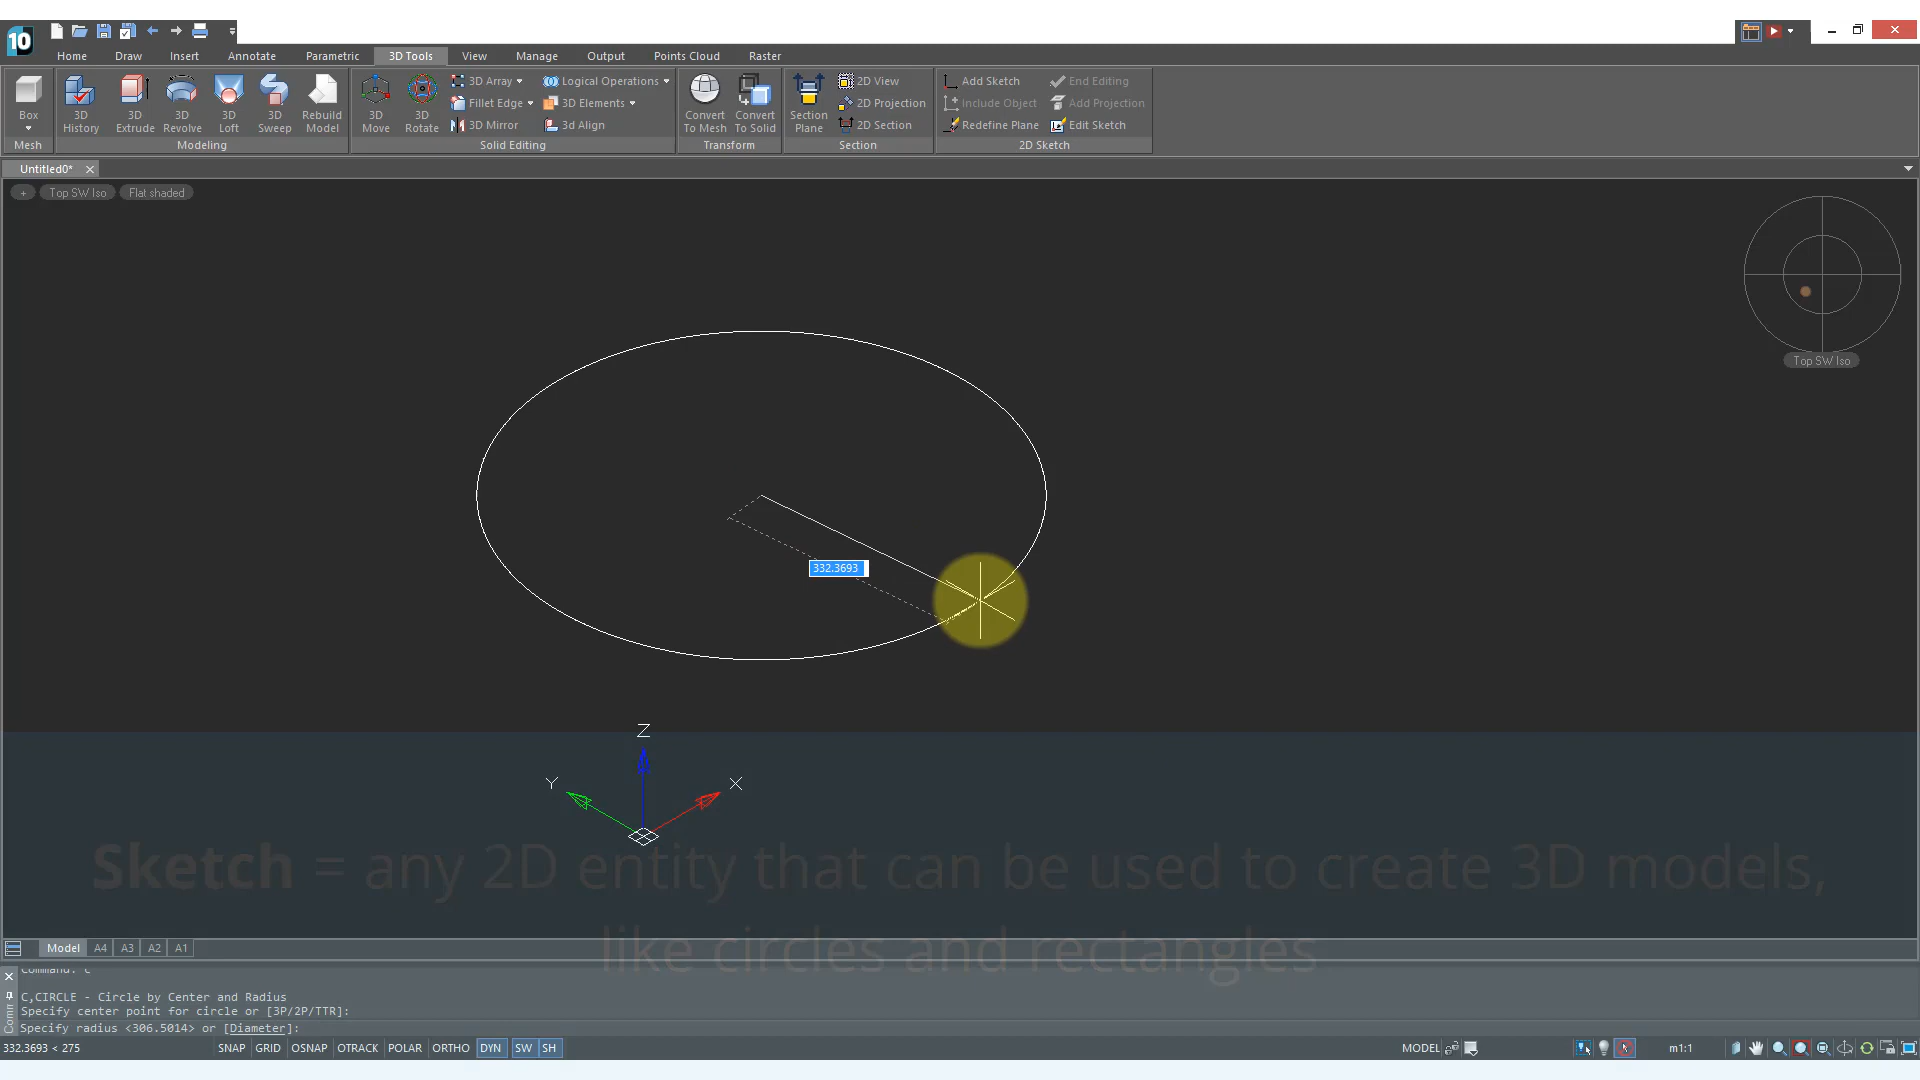 10
Home Draw Insert Annotate Parametric 3D Tools View Manage Output Points Cloud Raster
Box
Mesh
3D History
3D Extrude
3D Revolve
3D Loft
3D Sweep
Rebuild Model
Modeling
3D Move
3D Rotate
3D Array
Fillet Edge
3D Mirror
Logical Operations
3D Elements
3d Align
Solid Editing
Convert To Mesh
Convert To Solid
Transform
Section Plane
2D View
2D Projection
2D Section
Section
Add Sketch
Include Object
Redefine Plane
End Editing
Add Projection
Edit Sketch
2D Sketch
Untitled0*
+ Top SW Iso Flat shaded
Top SW Iso
332.3693
Z
Y
X
Sketch = any 2D entity that can be used to create 3D models,
like circles and rectangles
Model A4 A3 A2 A1
Command: C
C,CIRCLE - Circle by Center and Radius
Specify center point for circle or [3P/2P/TTR]:
Specify radius <306.5014> or [Diameter]:
Comm
332.3693 < 275 SNAP GRID OSNAP OTRACK POLAR ORTHO DYN SW SH MODEL m1:1